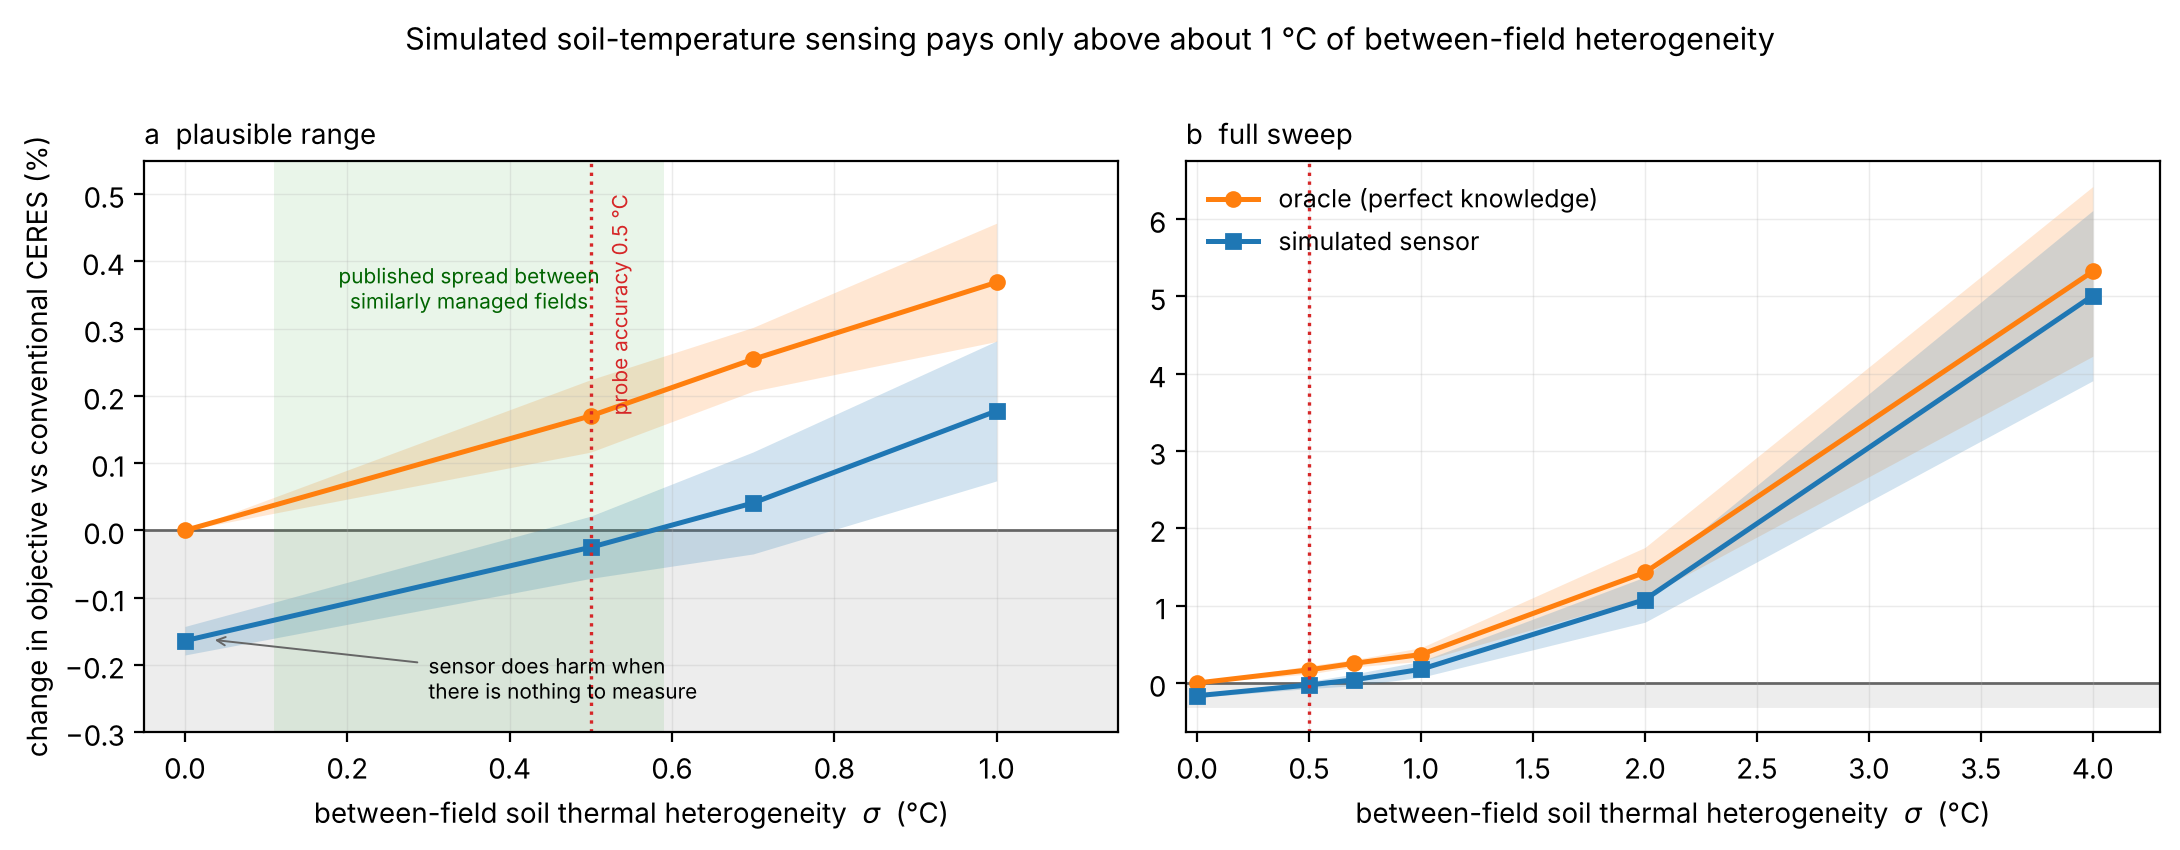 Simulated soil-temperature sensing pays only above about 1 °C of between-field heterogeneity
a plausible range
change in objective vs conventional CERES (%)
0.5
0.4
0.3
0.2
0.1
0.0
−0.1
−0.2
−0.3
published spread between
similarly managed fields
probe accuracy 0.5 °C
sensor does harm when
there is nothing to measure
0.0
0.2
0.4
0.6
0.8
1.0
between-field soil thermal heterogeneity σ (°C)
b full sweep
oracle (perfect knowledge)
simulated sensor
6
5
4
3
2
1
0
0.0
0.5
1.0
1.5
2.0
2.5
3.0
3.5
4.0
between-field soil thermal heterogeneity σ (°C)